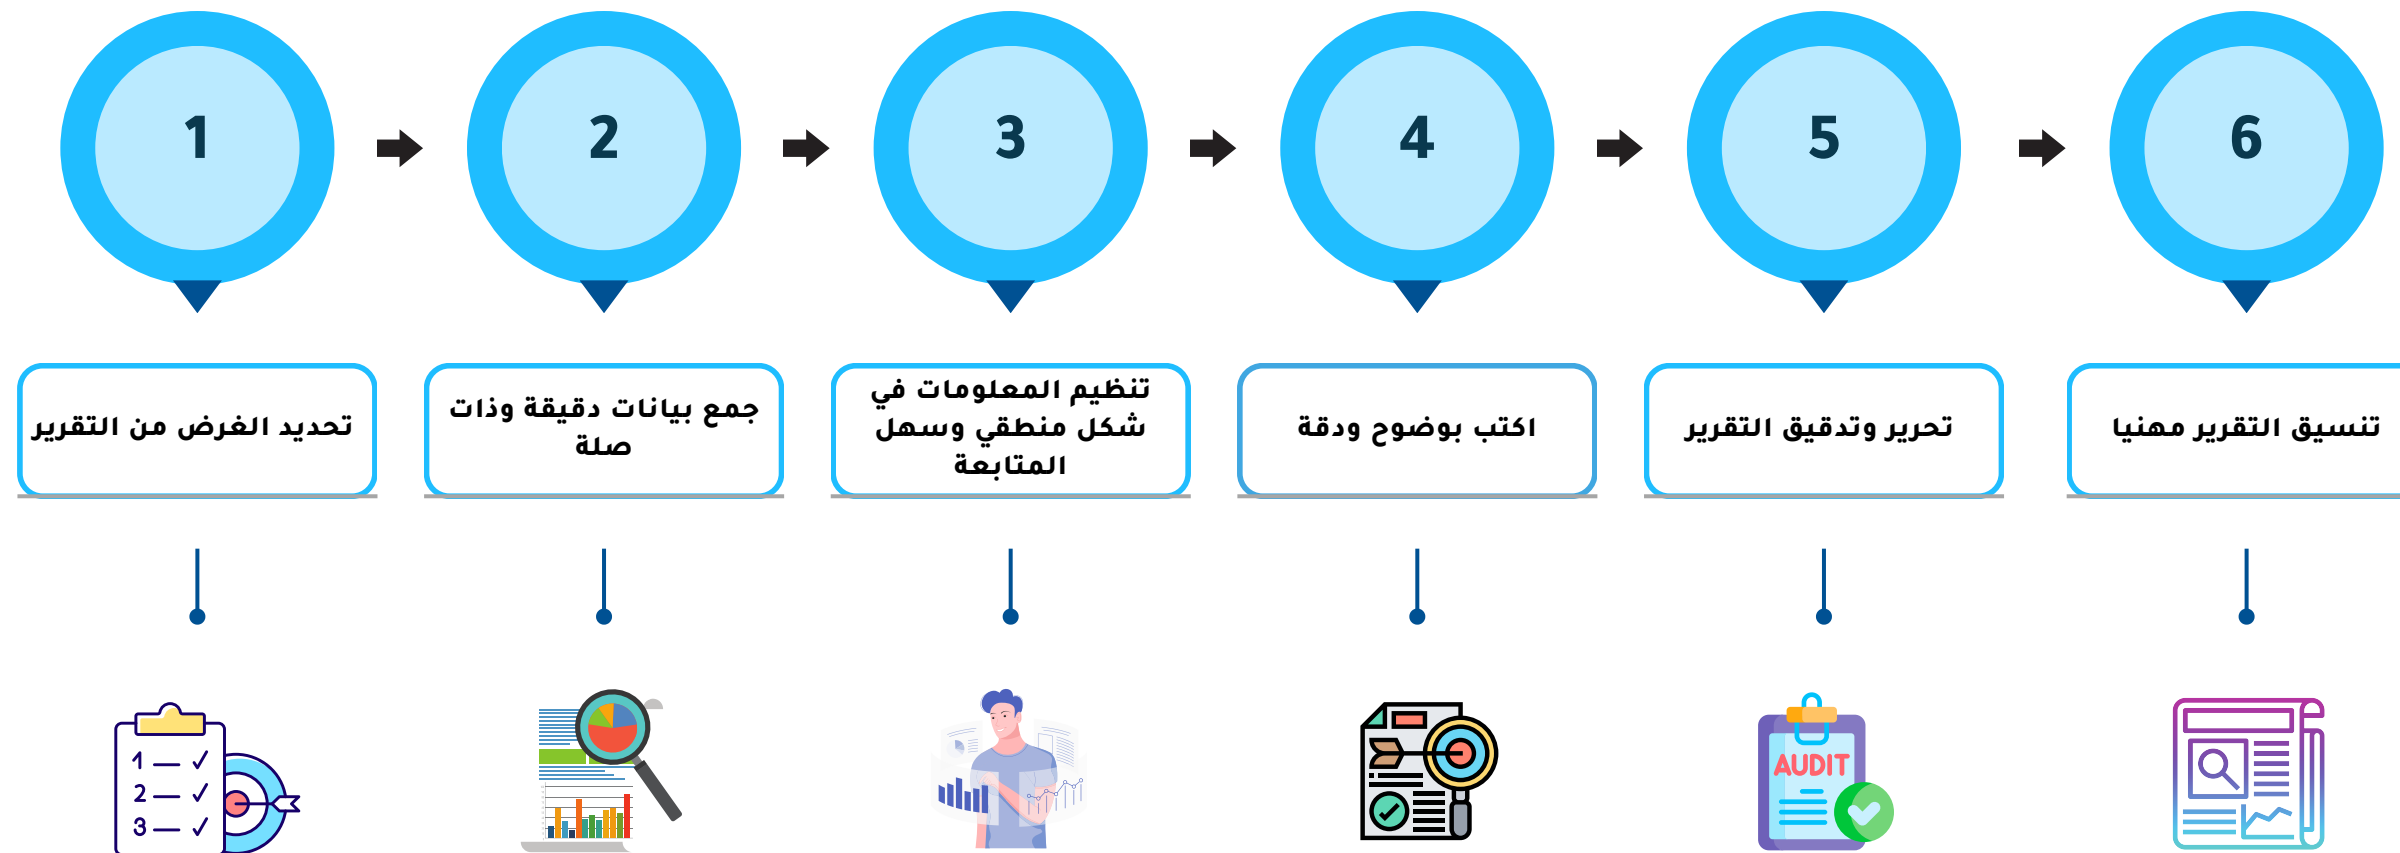 1
2
3
4
5
6
تحديد الغرض من التقرير
جمع بيانات دقيقة وذات
صلة
تنظيم المعلومات في
شكل منطقي وسهل
المتابعة
اكتب بوضوح ودقة
تحرير وتدقيق التقرير
تنسيق التقرير مهنيا
1
2
3
AUDIT